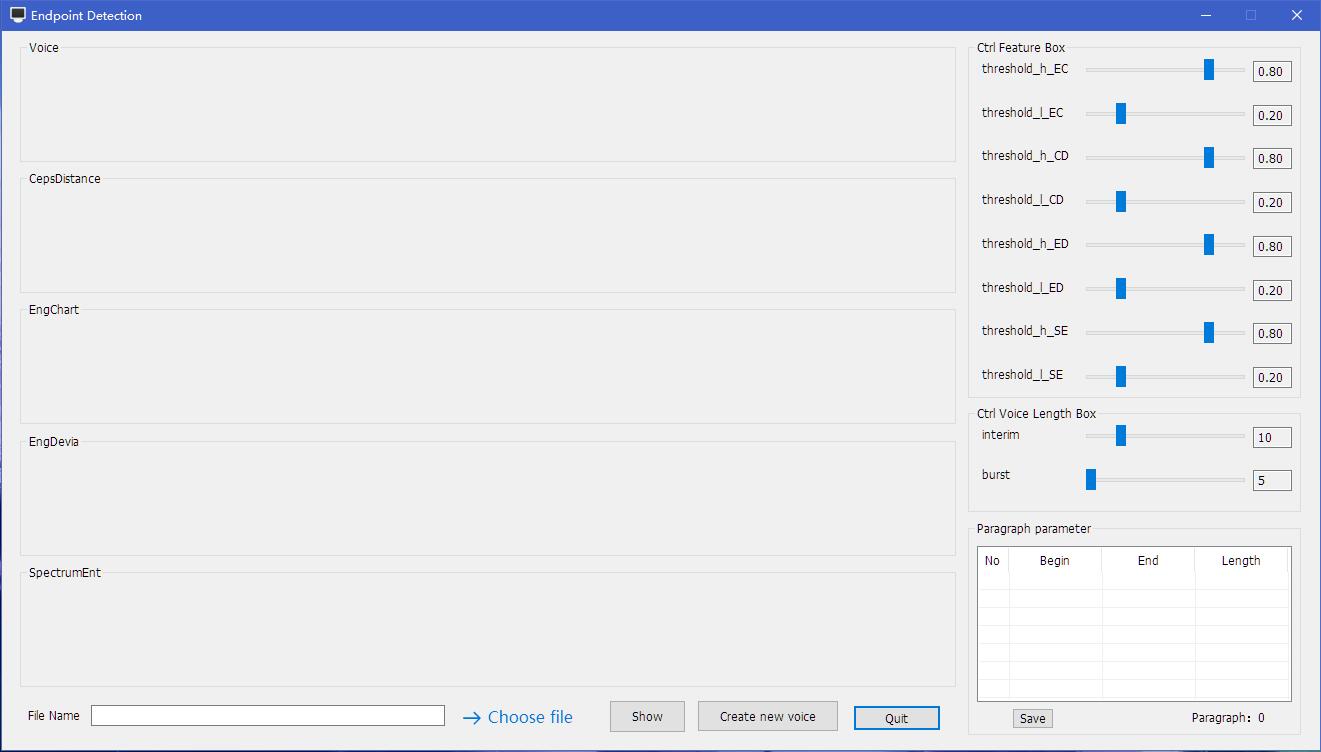 Endpoint Detection
Voice
CepsDistance
EngChart
EngDevia
SpectrumEnt
File Name
→ Choose file
Show
Create new voice
Quit
Ctrl Feature Box
threshold_h_EC 0.80
threshold_l_EC 0.20
threshold_h_CD 0.80
threshold_l_CD 0.20
threshold_h_ED 0.80
threshold_l_ED 0.20
threshold_h_SE 0.80
threshold_l_SE 0.20
Ctrl Voice Length Box
interim 10
burst 5
Paragraph parameter
No Begin End Length
Save
Paragraph: 0